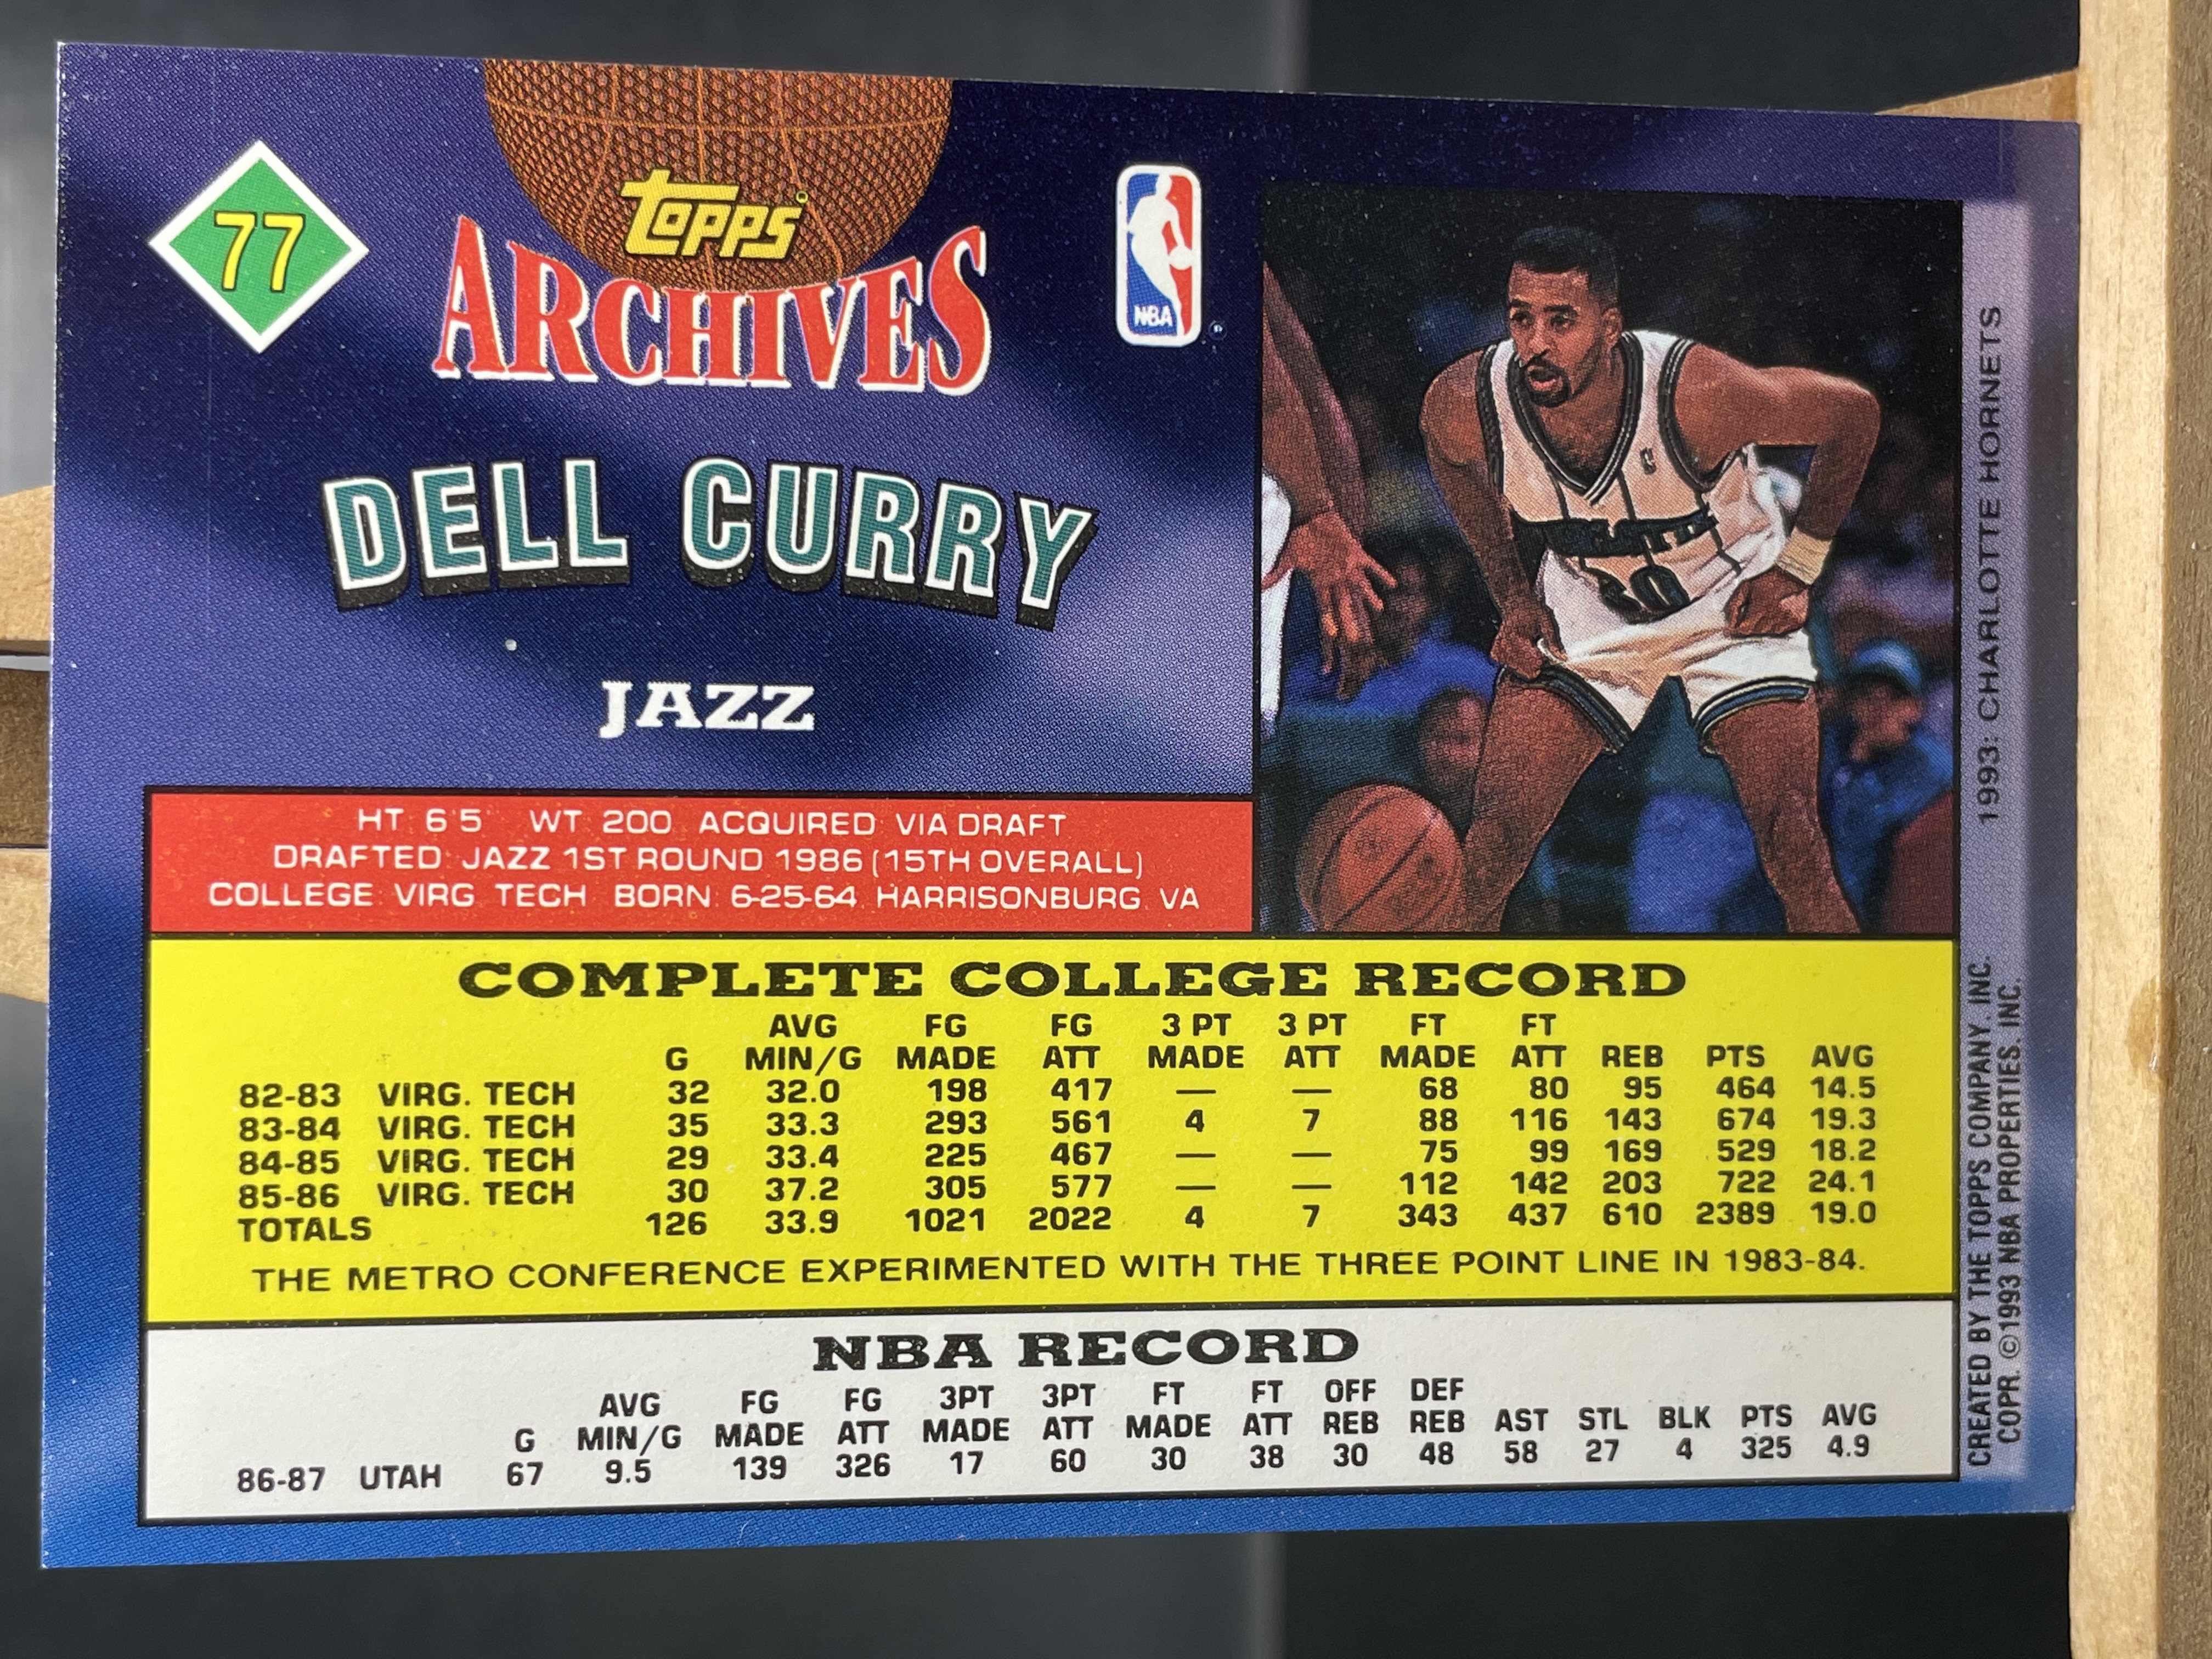 77
TOPPS
ARCHIVES
NBA
DELL CURRY
JAZZ
HT: 6'5" WT: 200 ACQUIRED: VIA DRAFT
DRAFTED: JAZZ 1ST ROUND 1986 (15TH OVERALL)
COLLEGE: VIRG. TECH BORN: 6-25-64, HARRISONBURG, VA
1993: CHARLOTTE HORNETS
COMPLETE COLLEGE RECORD
G AVG MIN/G FG MADE FG ATT 3 PT MADE 3 PT ATT FT MADE FT ATT REB PTS AVG
82-83 VIRG. TECH 32 32.0 198 417 — — 68 80 95 464 14.5
83-84 VIRG. TECH 35 33.3 293 561 4 7 88 116 143 674 19.3
84-85 VIRG. TECH 29 33.4 225 467 — — 75 99 169 529 18.2
85-86 VIRG. TECH 30 37.2 305 577 — — 112 142 203 722 24.1
TOTALS 126 33.9 1021 2022 4 7 343 437 610 2389 19.0
THE METRO CONFERENCE EXPERIMENTED WITH THE THREE POINT LINE IN 1983-84.
NBA RECORD
G AVG MIN/G FG MADE FG ATT 3PT MADE 3PT ATT FT MADE FT ATT OFF REB DEF REB AST STL BLK PTS AVG
86-87 UTAH 67 9.5 139 326 17 60 30 38 30 48 58 27 4 325 4.9
CREATED BY THE TOPPS COMPANY, INC.
COPR. ©1993 NBA PROPERTIES, INC.